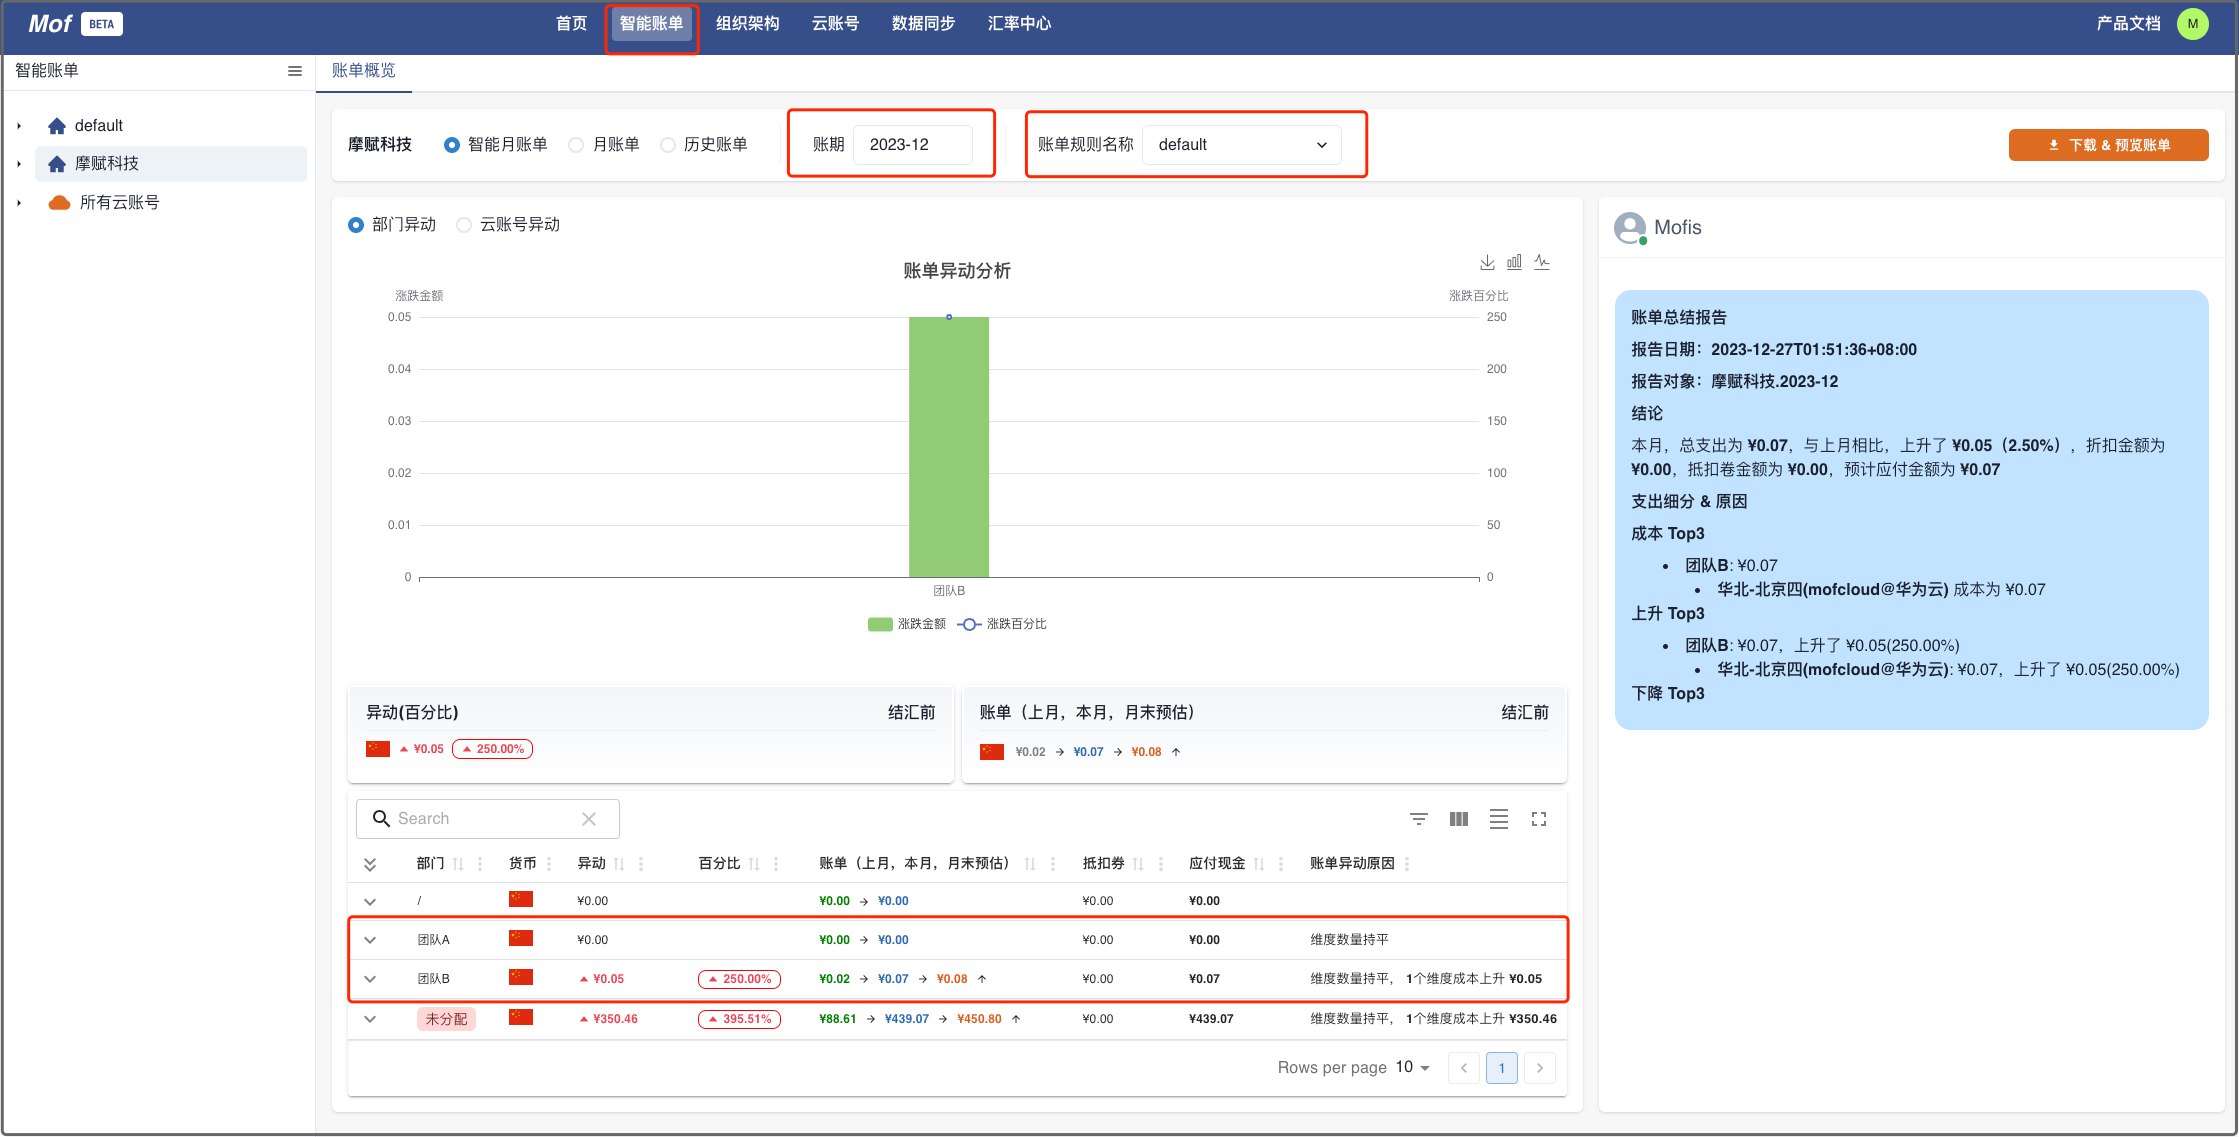 Mof BETA 首页 智能账单 组织架构 云账号 数据同步 汇率中心 产品文档 M
智能账单
default
摩赋科技
所有云账号
账单概览
摩赋科技 智能月账单 月账单 历史账单 账期 2023-12 账单规则名称 default 下载 & 预览账单
部门异动 云账号异动
账单异动分析
涨跌金额 涨跌百分比
0.05 250
0.04 200
0.03 150
0.02 100
0.01 50
0 0
团队B
涨跌金额 涨跌百分比
异动(百分比) 结汇前
¥0.05 250.00%
账单（上月，本月，月末预估） 结汇前
¥0.02 → ¥0.07 → ¥0.08 ↑
Search
部门 货币 异动 百分比 账单（上月，本月，月末预估） 抵扣券 应付现金 账单异动原因
/ ¥0.00 ¥0.00 → ¥0.00 ¥0.00 ¥0.00
团队A ¥0.00 ¥0.00 → ¥0.00 ¥0.00 ¥0.00 维度数量持平
团队B ¥0.05 250.00% ¥0.02 → ¥0.07 → ¥0.08 ↑ ¥0.00 ¥0.07 维度数量持平， 1个维度成本上升 ¥0.05
未分配 ¥350.46 395.51% ¥88.61 → ¥439.07 → ¥450.80 ↑ ¥0.00 ¥439.07 维度数量持平， 1个维度成本上升 ¥350.46
Rows per page 10 1
Mofis
账单总结报告
报告日期：2023-12-27T01:51:36+08:00
报告对象：摩赋科技.2023-12
结论
本月，总支出为 ¥0.07，与上月相比，上升了 ¥0.05（2.50%），折扣金额为
¥0.00，抵扣卷金额为 ¥0.00，预计应付金额为 ¥0.07
支出细分 & 原因
成本 Top3
团队B: ¥0.07
华北-北京四(mofcloud@华为云) 成本为 ¥0.07
上升 Top3
团队B: ¥0.07，上升了 ¥0.05(250.00%)
华北-北京四(mofcloud@华为云): ¥0.07，上升了 ¥0.05(250.00%)
下降 Top3